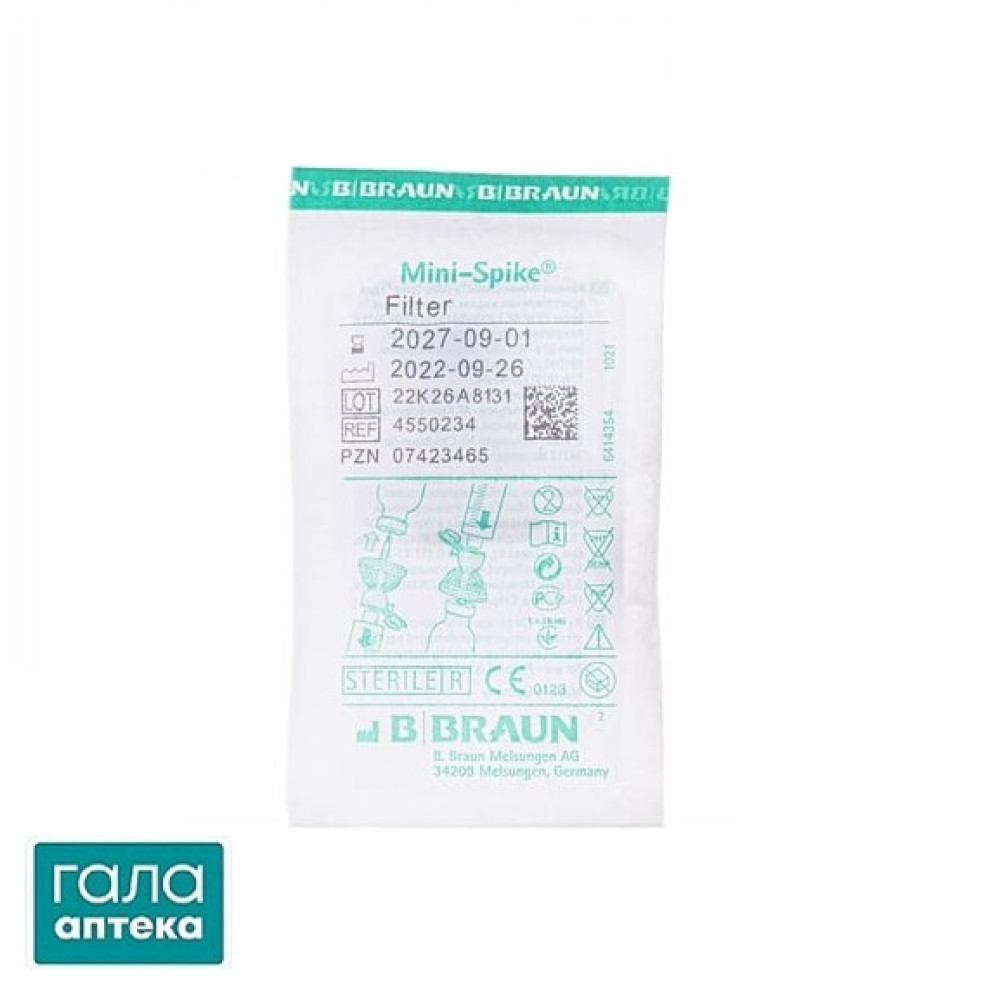 N B|BRAUN B|BRAUN
Mini-Spike®
Filter
2027-09-01
2022-09-26
LOT 22K26A8131
REF 4550234
PZN 07423465
1021
6414354
STERILE R CE 0123
2
B|BRAUN
B. Braun Melsungen AG
34209 Melsungen, Germany
гала
аптека